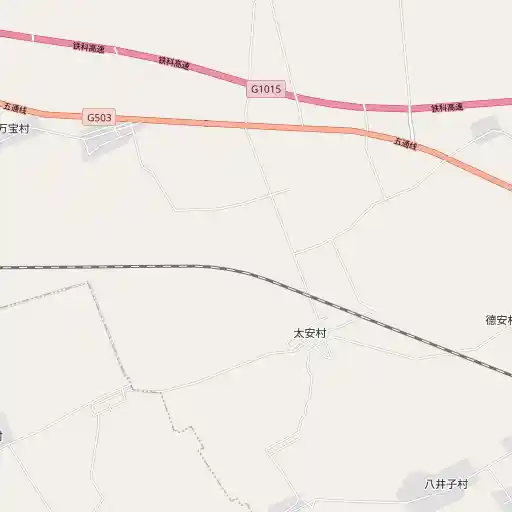 铁科高速
铁科高速
G1015
铁科高速
五通线
G503
万宝村
五通线
太安村
德安村
八井子村
村